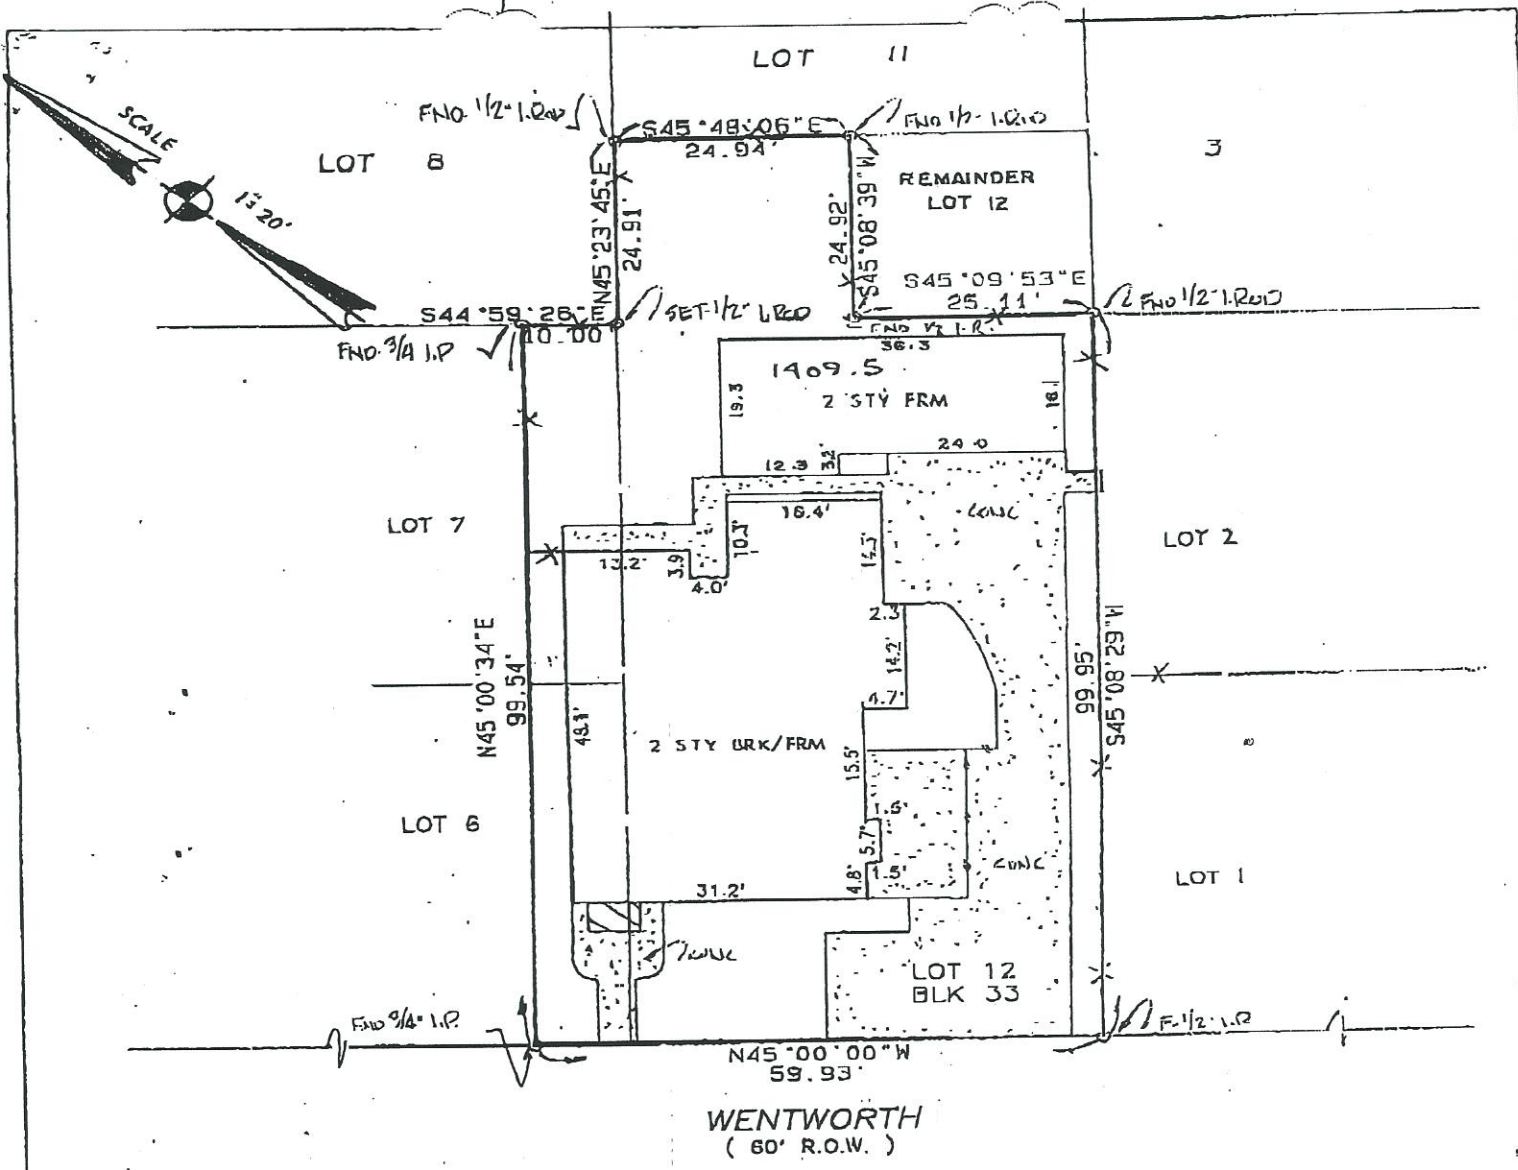 LOT 11
FND. 1/2" I.Rod
S45°48'06"E
24.94'
FND 1/2" I.Rod
SCALE
1"=20'
LOT 8
3
REMAINDER
LOT 12
N45°23'45"E
24.91'
24.92'
S45°08'39"W
S45°09'53"E
25.11'
FND 1/2" I.ROD
S44°59'26"E
10.00
SET 1/2" I.ROD
FND 1/2 I.R.
FND. 3/4 I.P
36.3
1409.5
2 STY FRM
19.3
16.1
24.0
12.3
3.2'
CONC
16.4'
10.3'
14.3'
LOT 7
LOT 2
13.2'
3.9
4.0'
2.3
14.2'
4.7'
N45°00'34"E
99.54'
99.95'
S45°08'29"W
2 STY BRK/FRM
15.5'
1.5'
5.7'
1.5'
4.8'
CONC
LOT 6
LOT 1
31.2'
CONC
LOT 12
BLK 33
FND 3/4" I.P.
F. 1/2" I.R
N45°00'00"W
59.93'
WENTWORTH
( 60' R.O.W. )